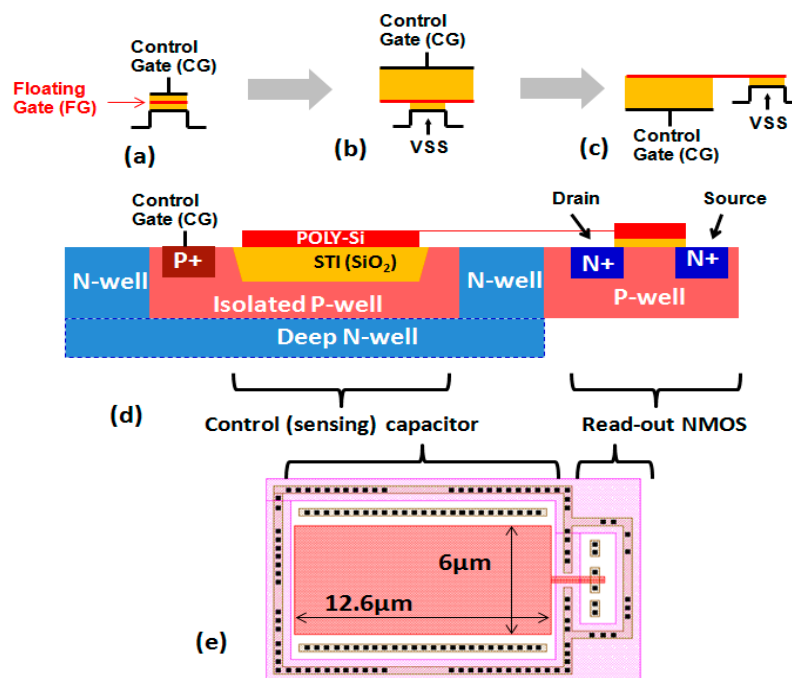 Control
Gate (CG)
Floating
Gate (FG)
(a)
Control
Gate (CG)
VSS
(b)
VSS
Control
Gate (CG)
(c)
Control
Gate (CG)
Drain
Source
P+
POLY-Si
STI (SiO₂)
N+
N+
N-well
Isolated P-well
N-well
P-well
Deep N-well
(d)
Control (sensing) capacitor
Read-out NMOS
6μm
12.6μm
(e)